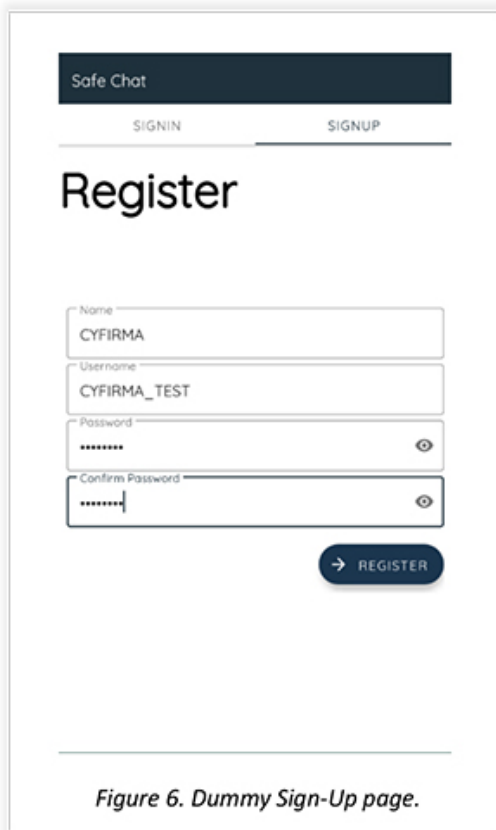 Safe Chat
SIGNIN SIGNUP
Register
Name
CYFIRMA
Username
CYFIRMA_TEST
Password
••••••••
Confirm Password
••••••••
REGISTER
Figure 6. Dummy Sign-Up page.